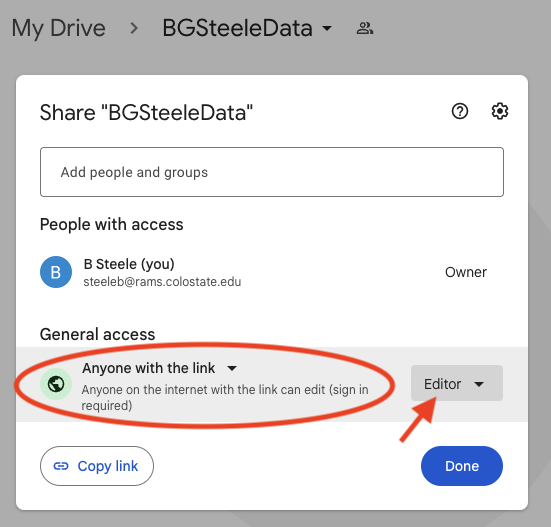 My Drive > BGSteeleData
Share "BGSteeleData"
Add people and groups
People with access
B
B Steele (you)
steeleb@rams.colostate.edu
Owner
General access
Anyone with the link
Anyone on the internet with the link can edit (sign in
required)
Editor
Copy link
Done